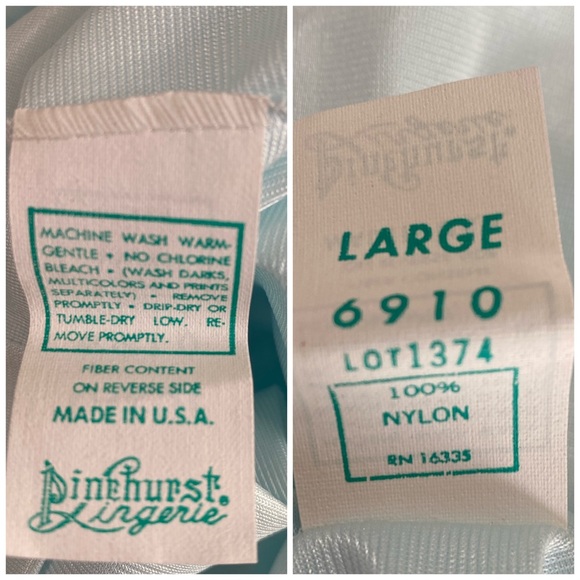 MACHINE WASH WARM-
GENTLE • NO CHLORINE
BLEACH • (WASH DARKS,
MULTICOLORS AND PRINTS
SEPARATELY) • REMOVE
PROMPTLY • DRIP-DRY OR
TUMBLE-DRY LOW. RE-
MOVE PROMPTLY.
FIBER CONTENT
ON REVERSE SIDE
MADE IN U.S.A.
Pinehurst
Lingerie®
LARGE
6910
LOT 1374
100%
NYLON
RN 16335